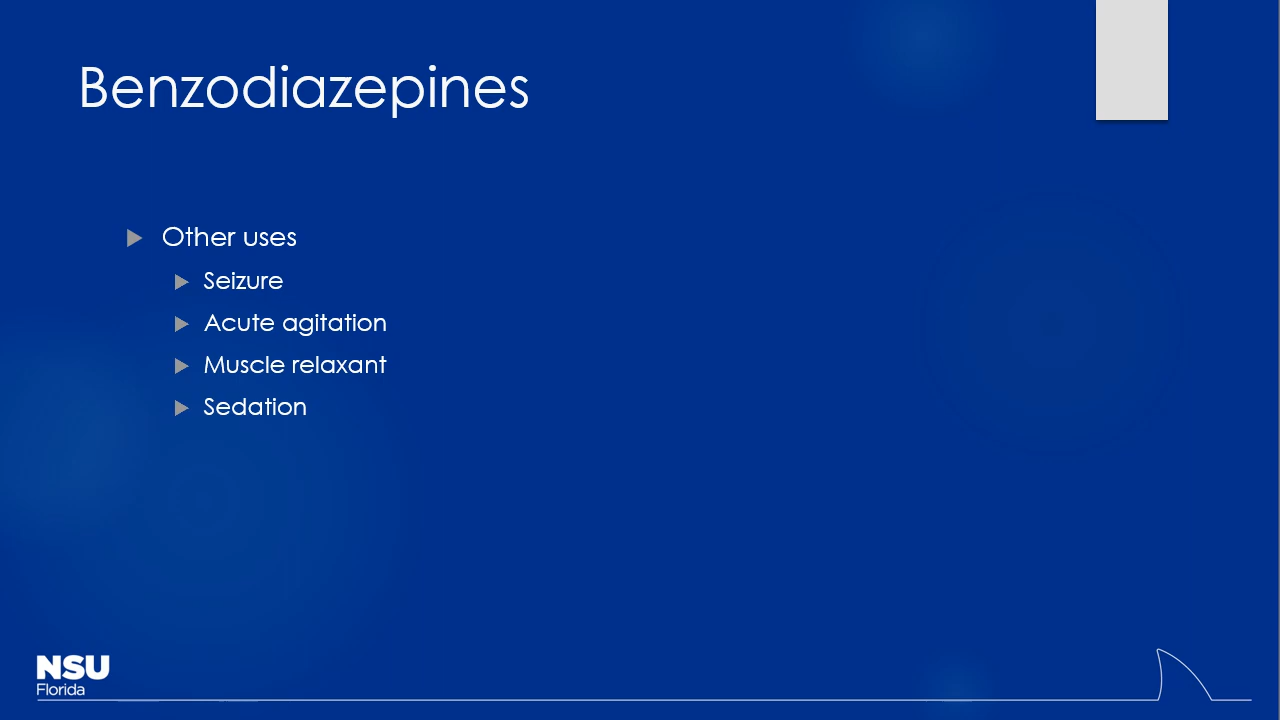 Benzodiazepines
Other uses
Seizure
Acute agitation
Muscle relaxant
Sedation
NSU
Florida